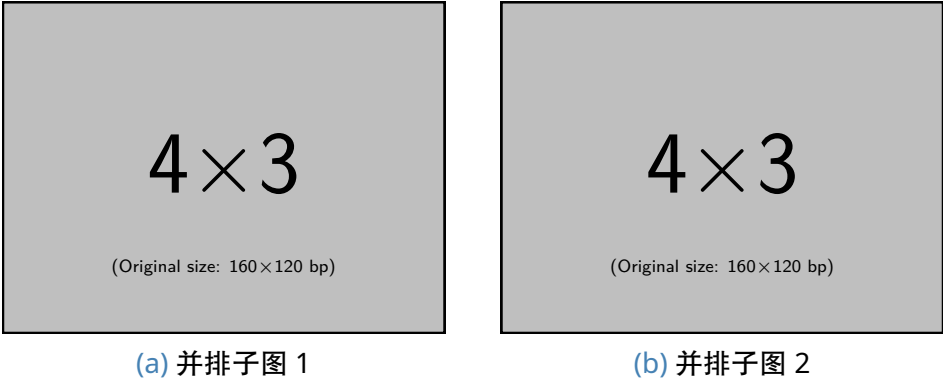 4×3
(Original size: 160×120 bp)
(a) 并排子图 1
4×3
(Original size: 160×120 bp)
(b) 并排子图 2